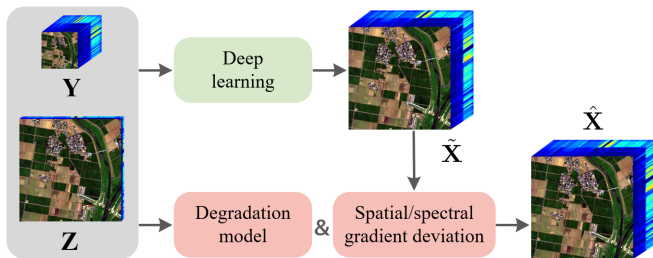 Y
Deep
learning
X̃
X̂
Z
Degradation
model
&
Spatial/spectral
gradient deviation